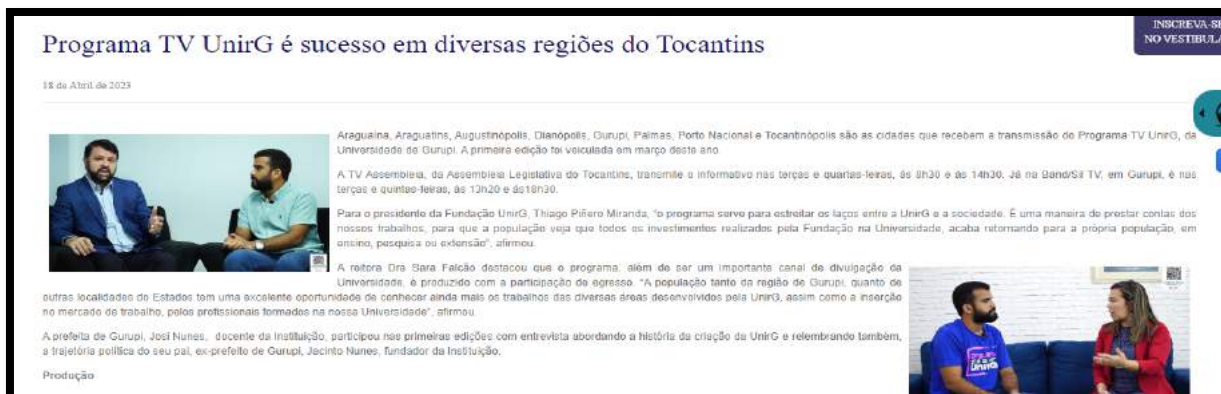 Programa TV UnirG é sucesso em diversas regiões do Tocantins
INSCREVA-SE
NO VESTIBULA
18 de Abril de 2023
Araguaína, Araguatins, Augustinópolis, Dianópolis, Gurupi, Palmas, Porto Nacional e Tocantinópolis são as cidades que recebem a transmissão do Programa TV UnirG, da
Universidade de Gurupi. A primeira edição foi veiculada em março deste ano.
A TV Assembleia, da Assembleia Legislativa do Tocantins, transmite o informativo nas terças e quartas-feiras, às 8h30 e às 14h30. Já na Band/Sil TV, em Gurupi, é nas
terças e quintas-feiras, às 13h20 e às18h30.
Para o presidente da Fundação UnirG, Thiago Piñero Miranda, "o programa serve para estreitar os laços entre a UnirG e a sociedade. É uma maneira de prestar contas dos
nossos trabalhos, para que a população veja que todos os investimentos realizados pela Fundação na Universidade, acaba retornando para a própria população, em
ensino, pesquisa ou extensão", afirmou.
A reitora Dra Sara Falcão destacou que o programa, além de ser um importante canal de divulgação da
Universidade, é produzido com a participação de egresso. "A população tanto da região de Gurupi, quanto de
outras localidades do Estados tem uma excelente oportunidade de conhecer ainda mais os trabalhos das diversas áreas desenvolvidos pela UnirG, assim como a inserção
no mercado de trabalho, pelos profissionais formados na nossa Universidade", afirmou.
A prefeita de Gurupi, Josi Nunes, docente da Instituição, participou nas primeiras edições com entrevista abordando a história da criação da UnirG e relembrando também,
a trajetória política do seu pai, ex-prefeito de Gurupi, Jacinto Nunes, fundador da Instituição.
Produção
UnirG